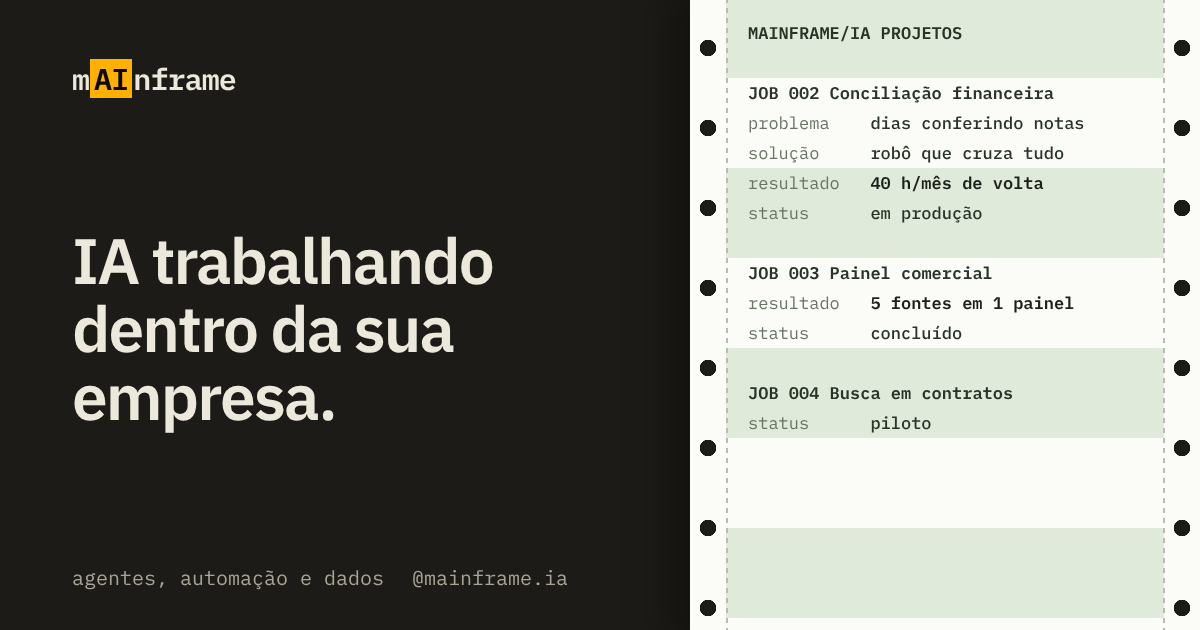 mAInframe
IA trabalhando
dentro da sua
empresa.
agentes, automação e dados @mainframe.ia
MAINFRAME/IA PROJETOS
JOB 002 Conciliação financeira
problema dias conferindo notas
solução robô que cruza tudo
resultado 40 h/mês de volta
status em produção
JOB 003 Painel comercial
resultado 5 fontes em 1 painel
status concluído
JOB 004 Busca em contratos
status piloto